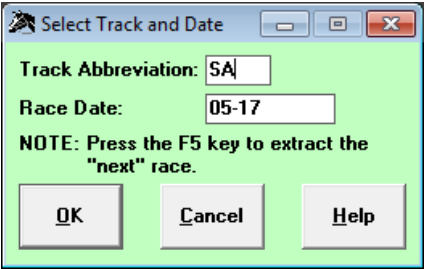 Select Track and Date
Track Abbreviation: SA
Race Date: 05-17
NOTE: Press the F5 key to extract the
"next" race.
OK Cancel Help